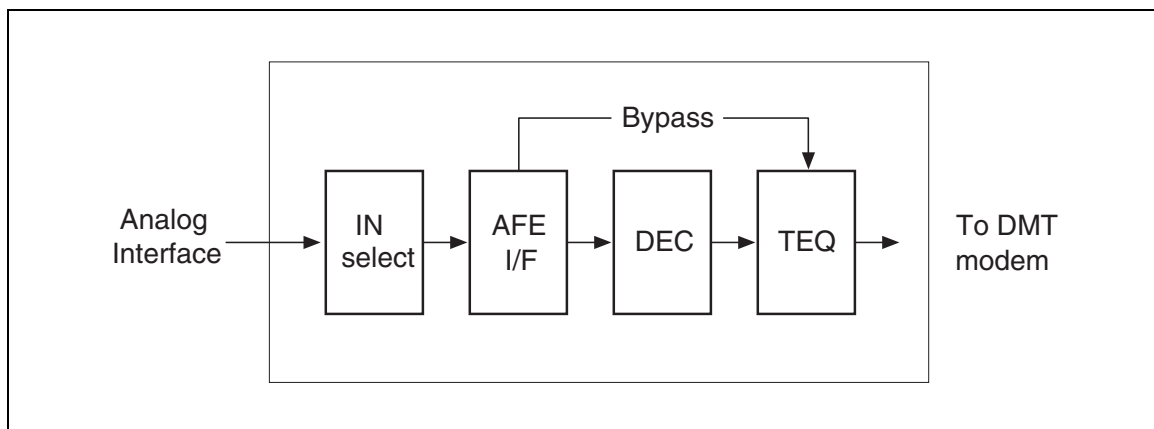 Bypass
Analog
Interface
IN
select
AFE
I/F
DEC
TEQ
To DMT
modem